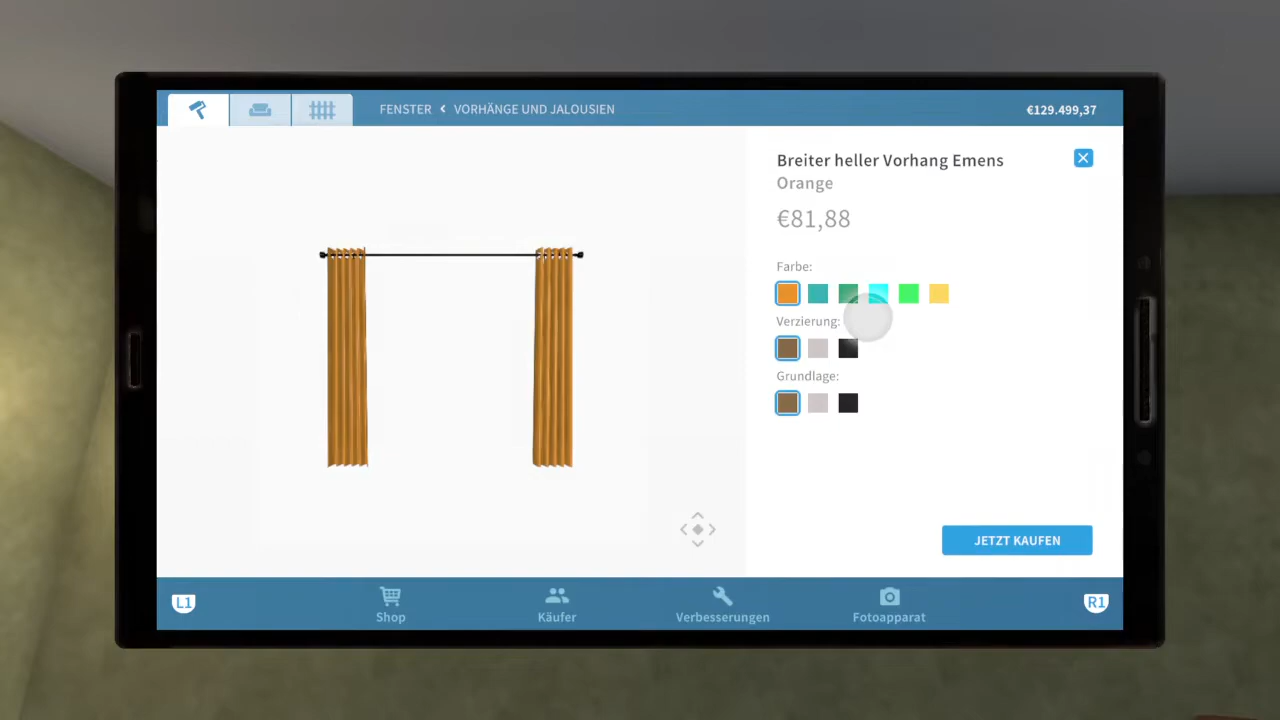 FENSTER < VORHÄNGE UND JALOUSIEN
€129.499,37
Breiter heller Vorhang Emens
Orange
€81,88
Farbe:
Verzierung:
Grundlage:
JETZT KAUFEN
L1
Shop
Käufer
Verbesserungen
Fotoapparat
R1